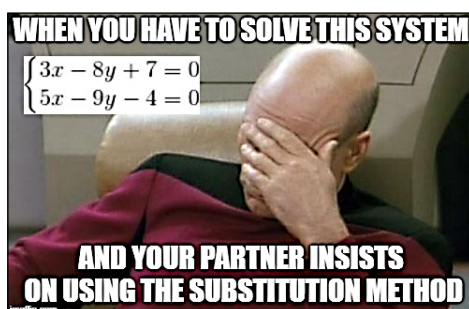 WHEN YOU HAVE TO SOLVE THIS SYSTEM
3x − 8y + 7 = 0
5x − 9y − 4 = 0
AND YOUR PARTNER INSISTS
ON USING THE SUBSTITUTION METHOD